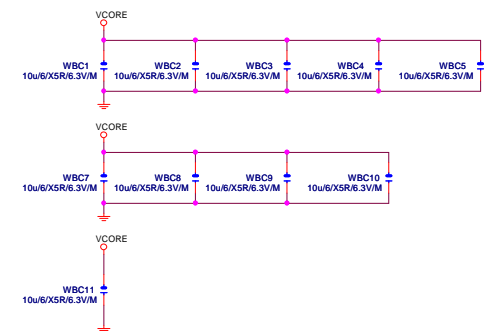 VCORE
WBC1 WBC2 WBC3 WBC4 WBC5
10u/6/X5R/6.3V/M 10u/6/X5R/6.3V/M 10u/6/X5R/6.3V/M 10u/6/X5R/6.3V/M 10u/6/X5R/6.3V/M
VCORE
WBC7 WBC8 WBC9 WBC10
10u/6/X5R/6.3V/M 10u/6/X5R/6.3V/M 10u/6/X5R/6.3V/M 10u/6/X5R/6.3V/M
VCORE
WBC11
10u/6/X5R/6.3V/M